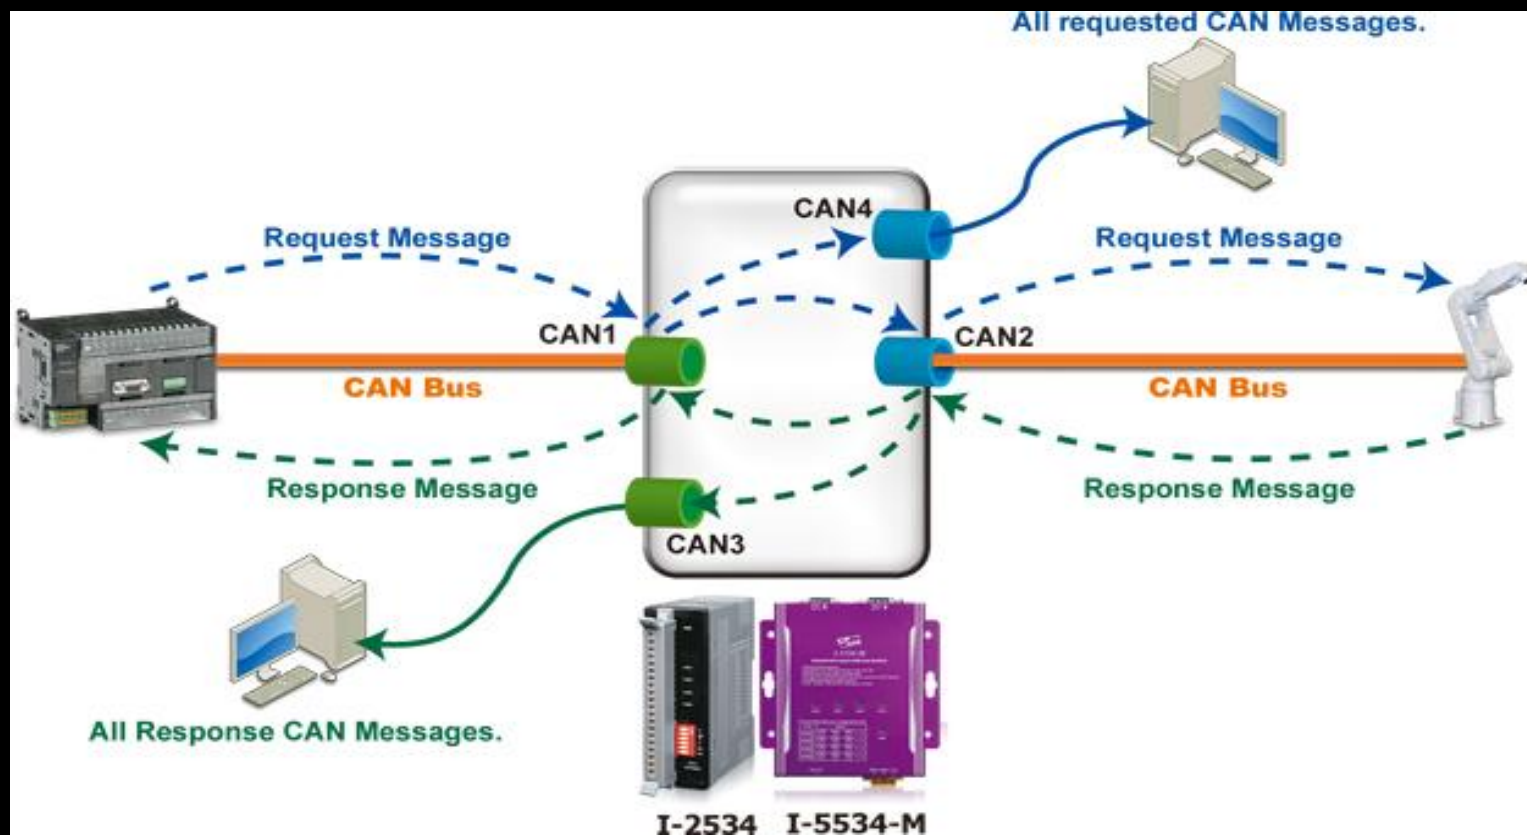 All requested CAN Messages.
CAN4
Request Message
Request Message
CAN1
CAN2
CAN Bus
CAN Bus
Response Message
Response Message
CAN3
All Response CAN Messages.
I-2534
I-5534-M